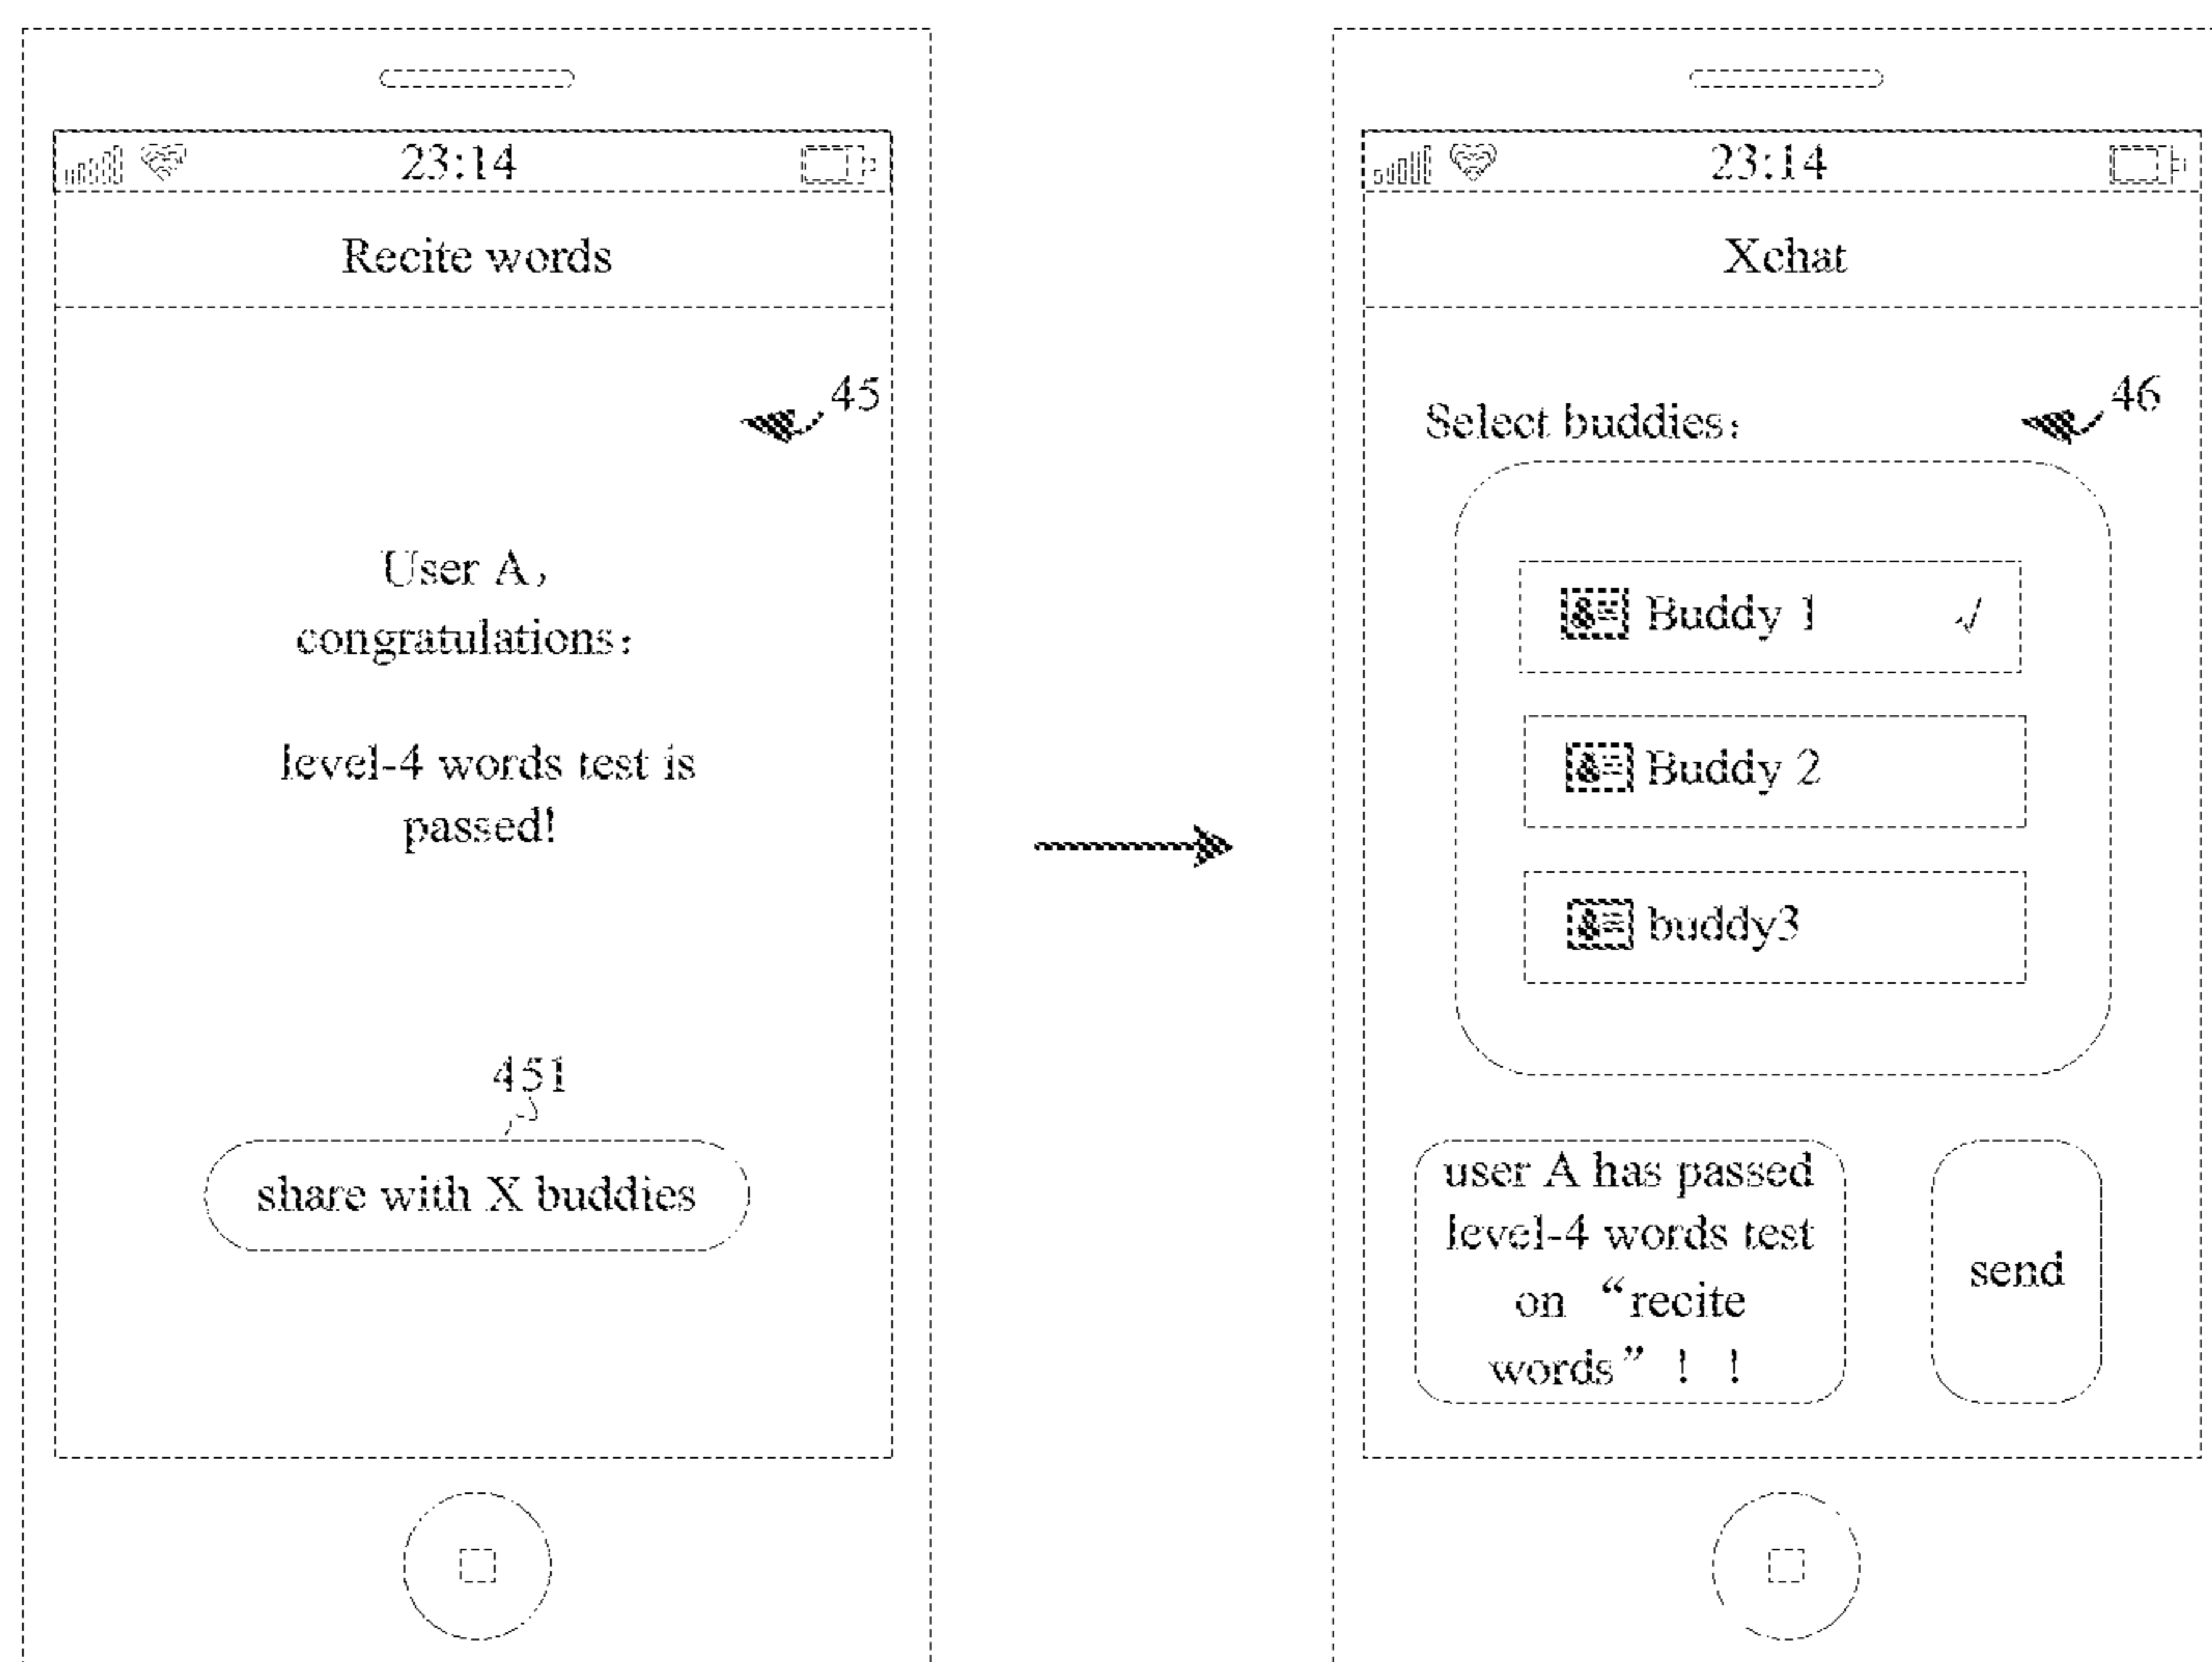 23:14
Recite words
45
User A,
congratulations:
level-4 words test is
passed!
451
share with X buddies
23:14
Xchat
46
Select buddies:
Buddy 1
Buddy 2
buddy3
user A has passed
level-4 words test
on “recite
words”！！
send